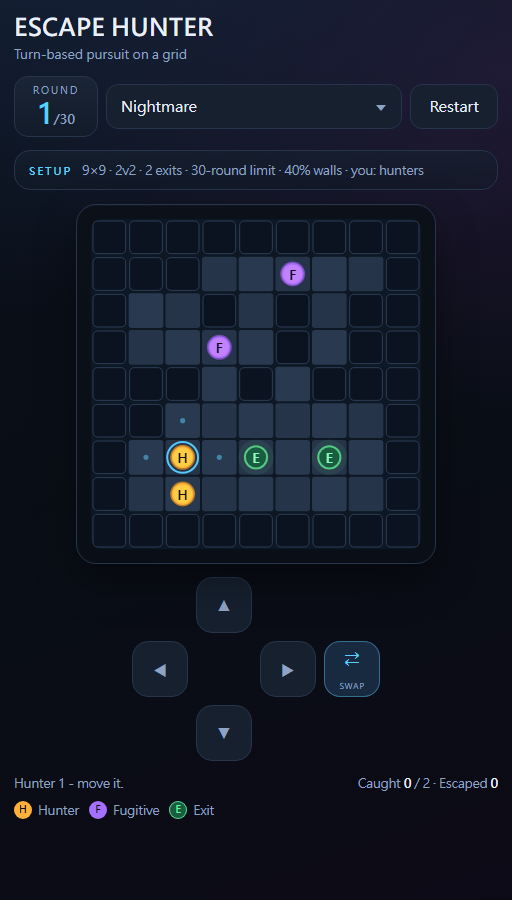 ESCAPE HUNTER
Turn-based pursuit on a grid
ROUND
1/30
Nightmare
Restart
SETUP 9×9 · 2v2 · 2 exits · 30-round limit · 40% walls · you: hunters
F
F
H E E
H
SWAP
Hunter 1 - move it.
Caught 0 / 2 · Escaped 0
H Hunter F Fugitive E Exit